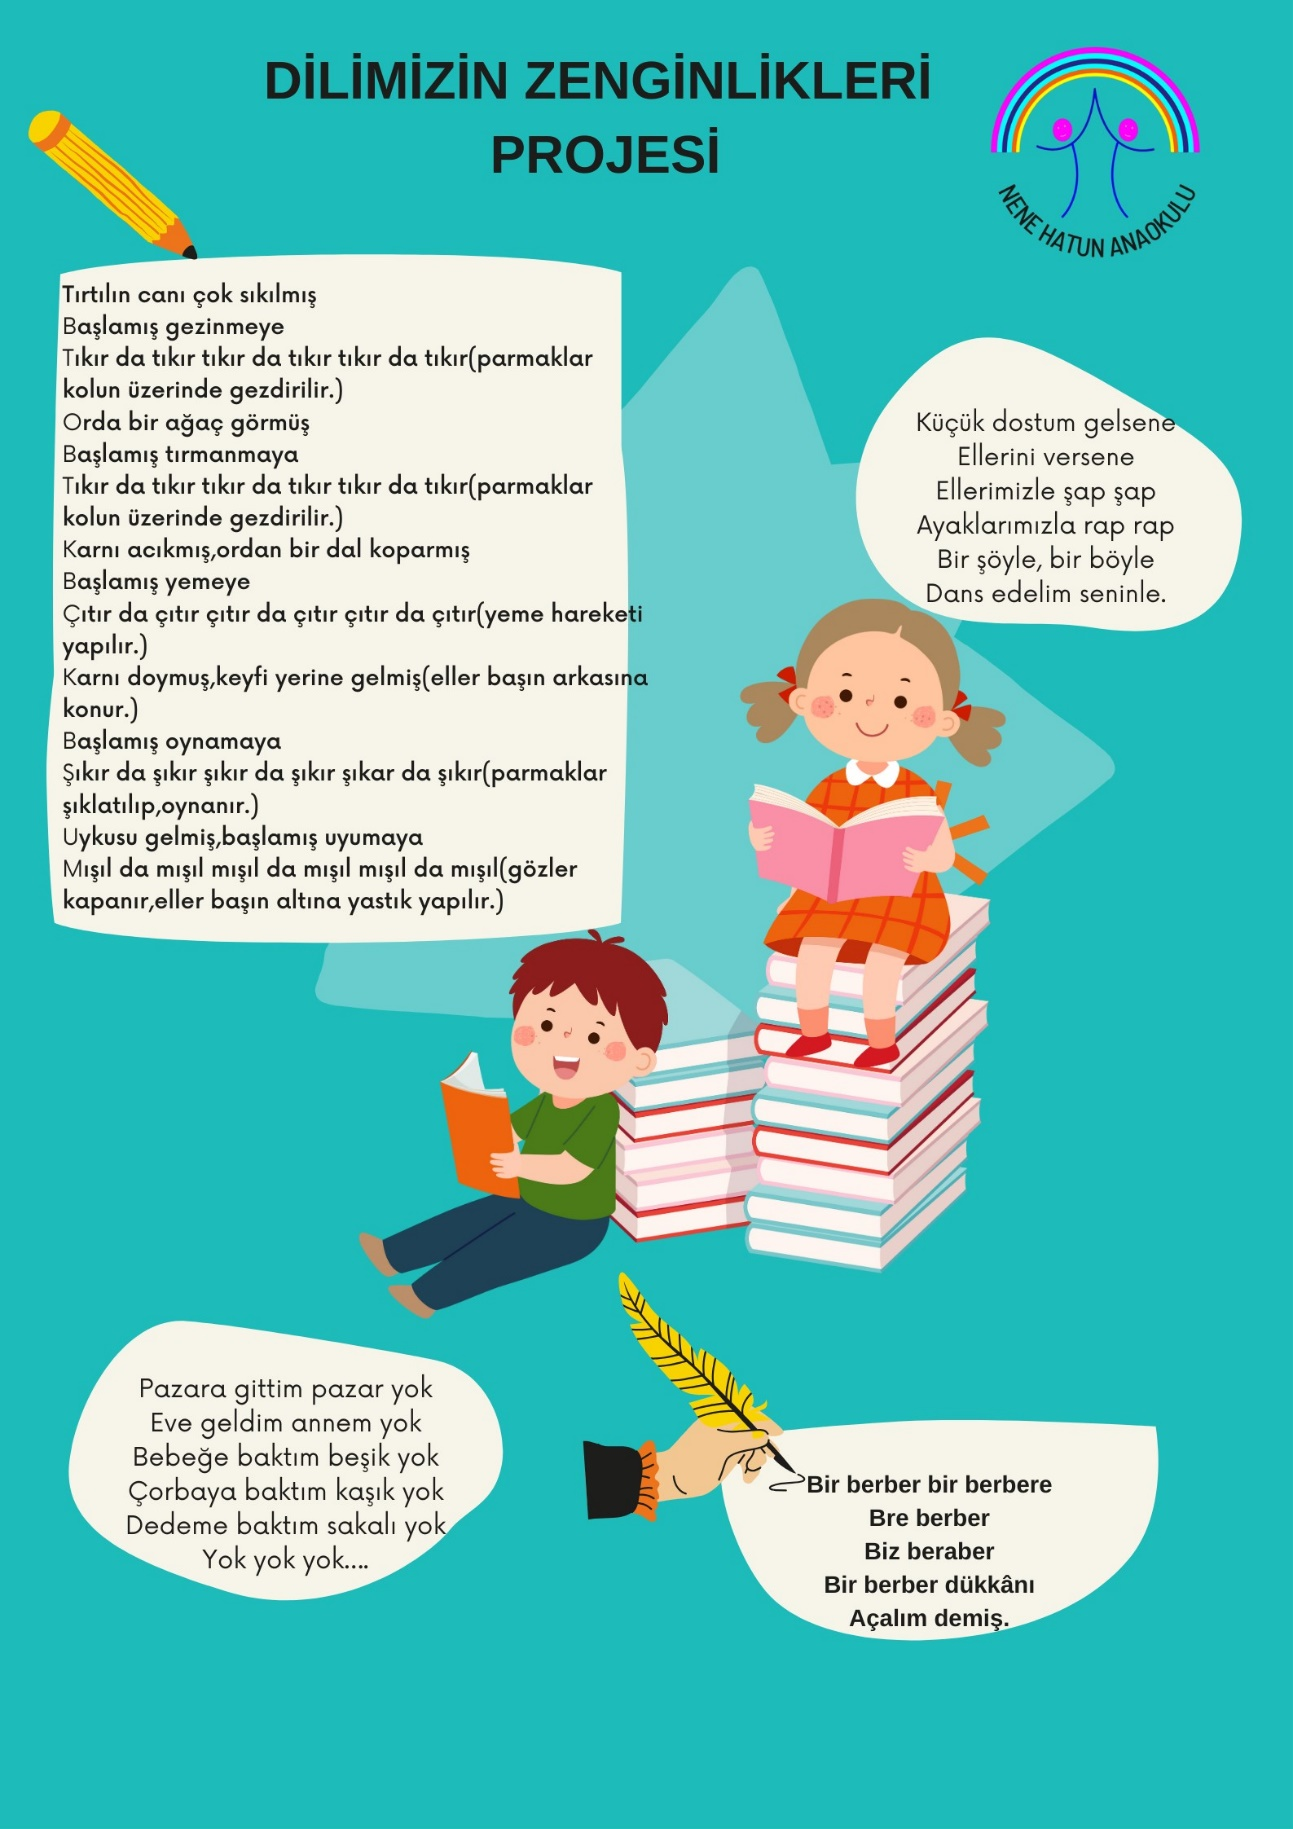 DİLİMİZİN ZENGİNLİKLERİ
PROJESİ
NENE HATUN ANAOKULU
Tırtılın canı çok sıkılmış
Başlamış gezinmeye
Tıkır da tıkır tıkır da tıkır tıkır da tıkır(parmaklar
kolun üzerinde gezdirilir.)
Orda bir ağaç görmüş
Başlamış tırmanmaya
Tıkır da tıkır tıkır da tıkır tıkır da tıkır(parmaklar
kolun üzerinde gezdirilir.)
Karnı acıkmış,ordan bir dal koparmış
Başlamış yemeye
Çıtır da çıtır çıtır da çıtır çıtır da çıtır(yeme hareketi
yapılır.)
Karnı doymuş,keyfi yerine gelmiş(eller başın arkasına
konur.)
Başlamış oynamaya
Şıkır da şıkır şıkır da şıkır şıkar da şıkır(parmaklar
şıklatılıp,oynanır.)
Uykusu gelmiş,başlamış uyumaya
Mışıl da mışıl mışıl da mışıl mışıl da mışıl(gözler
kapanır,eller başın altına yastık yapılır.)
Küçük dostum gelsene
Ellerini versene
Ellerimizle şap şap
Ayaklarımızla rap rap
Bir şöyle, bir böyle
Dans edelim seninle.
Pazara gittim pazar yok
Eve geldim annem yok
Bebeğe baktım beşik yok
Çorbaya baktım kaşık yok
Dedeme baktım sakalı yok
Yok yok yok....
Bir berber bir berbere
Bre berber
Biz beraber
Bir berber dükkânı
Açalım demiş.